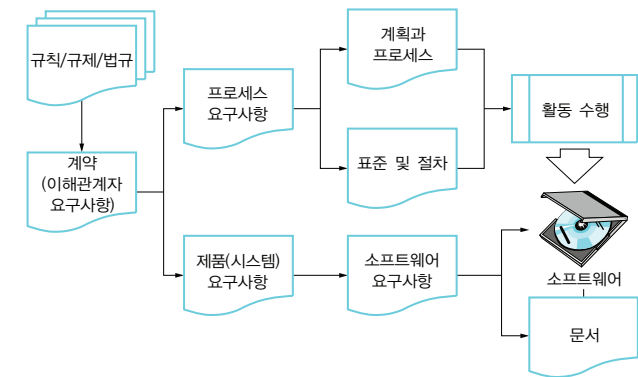 규칙/규제/법규
계약
(이해관계자
요구사항)
프로세스
요구사항
계획과
프로세스
표준 및 절차
활동 수행
제품(시스템)
요구사항
소프트웨어
요구사항
소프트웨어
문서